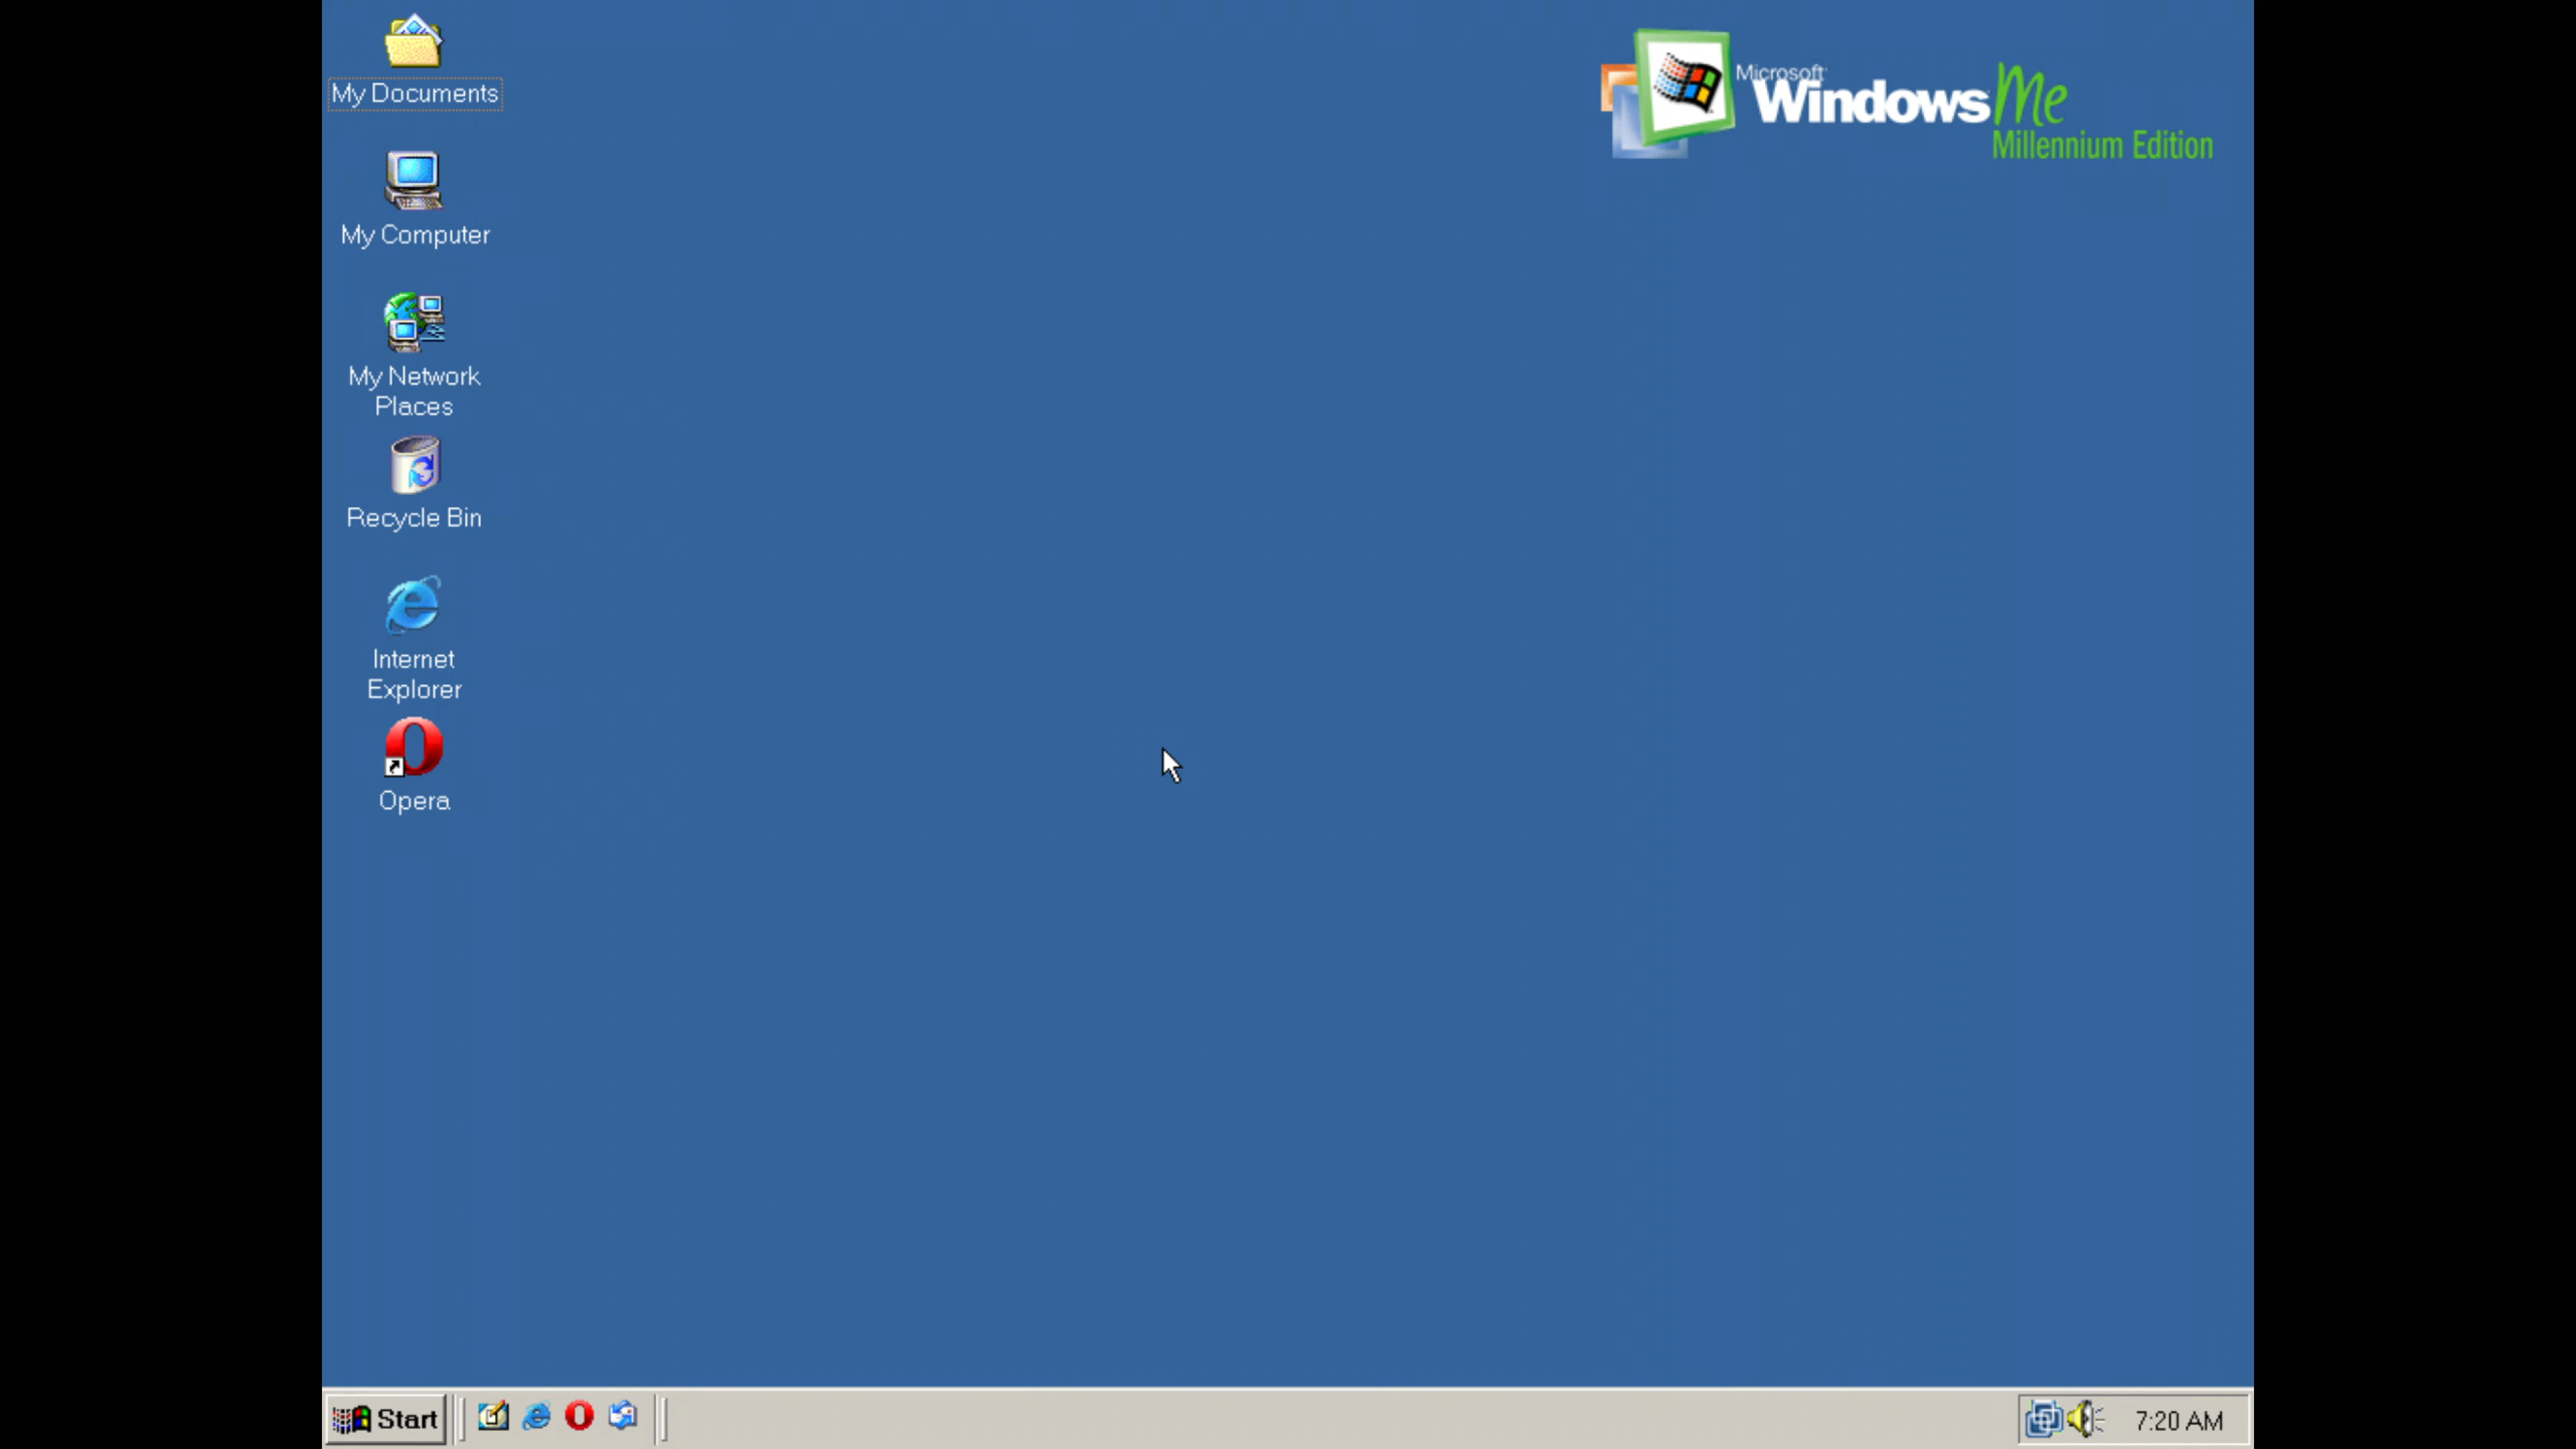 My Documents
My Computer
My Network
Places
Recycle Bin
Internet
Explorer
Opera
Microsoft
Windows Me
Millennium Edition
Start
7:20 AM